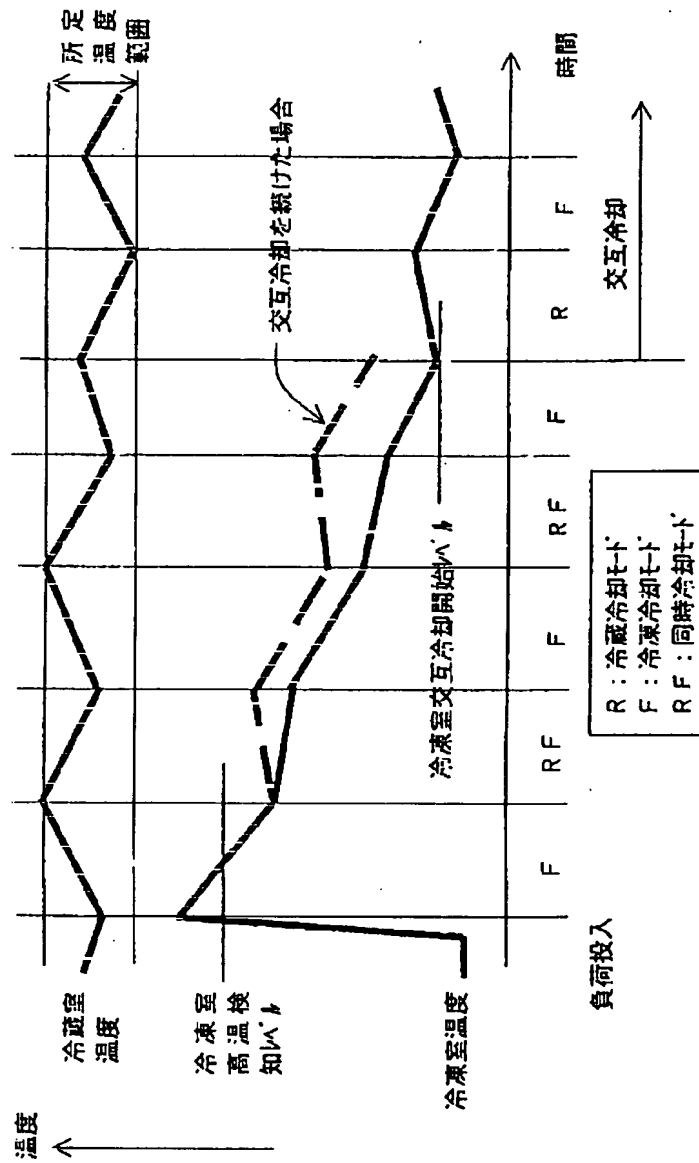 温度
冷蔵室
温度
所定
温度
範囲
冷凍室
高温検
知レベル
交互冷却を続けた場合
冷凍室交互冷却開始レベル
冷凍室温度
時間
F
RF
F
RF
F
R
F
負荷投入
交互冷却
R:冷蔵冷却モード
F:冷凍冷却モード
RF:同時冷却モード